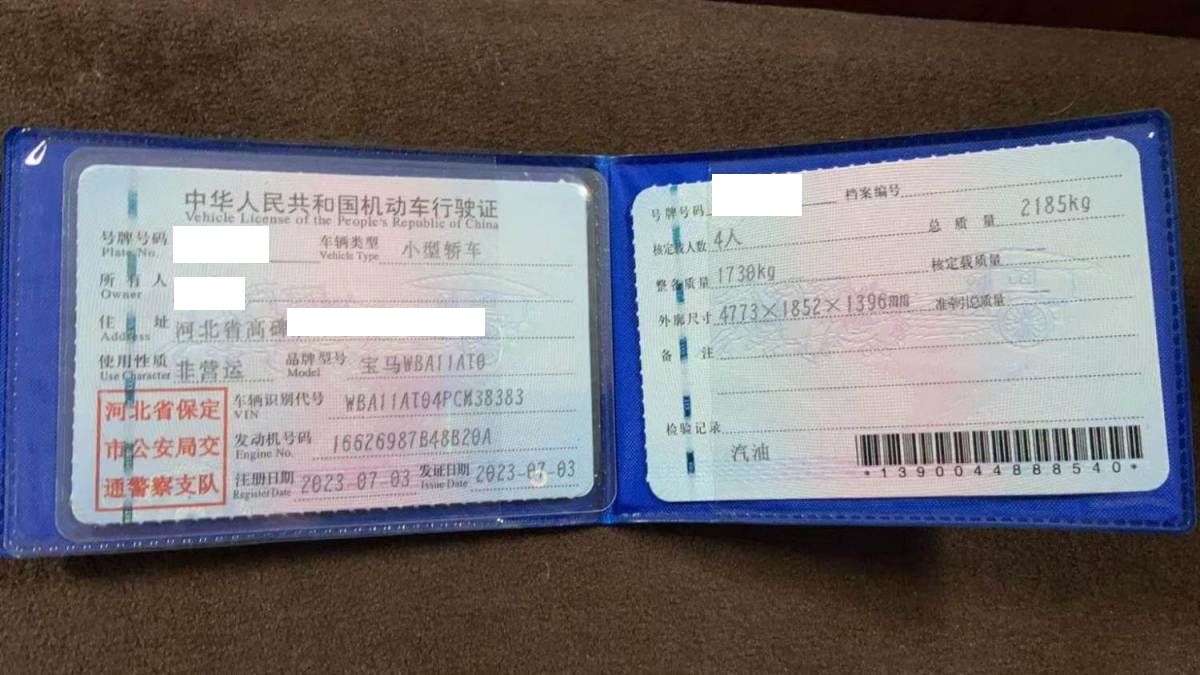 中华人民共和国机动车行驶证
Vehicle License of the People's Republic of China
号牌号码 车辆类型 小型轿车
Plate No. Vehicle Type
所有人
Owner
住址 河北省高碑
Address
使用性质 非营运 品牌型号 宝马WBA11AT0
Use Character Model
车辆识别代号 WBA11AT04PCM38383
VIN
发动机号码 16626987B48B20A
Engine No.
注册日期 2023-07-03 发证日期 2023-07-03
Register Date Issue Date
河北省保定
市公安局交
通警察支队
号牌号码 档案编号
核定载人数 4人 总质量 2185kg
整备质量 1730kg 核定载质量
外廓尺寸 4773×1852×1396mm 准牵引总质量
备注
检验记录
汽油
*1390044888540*